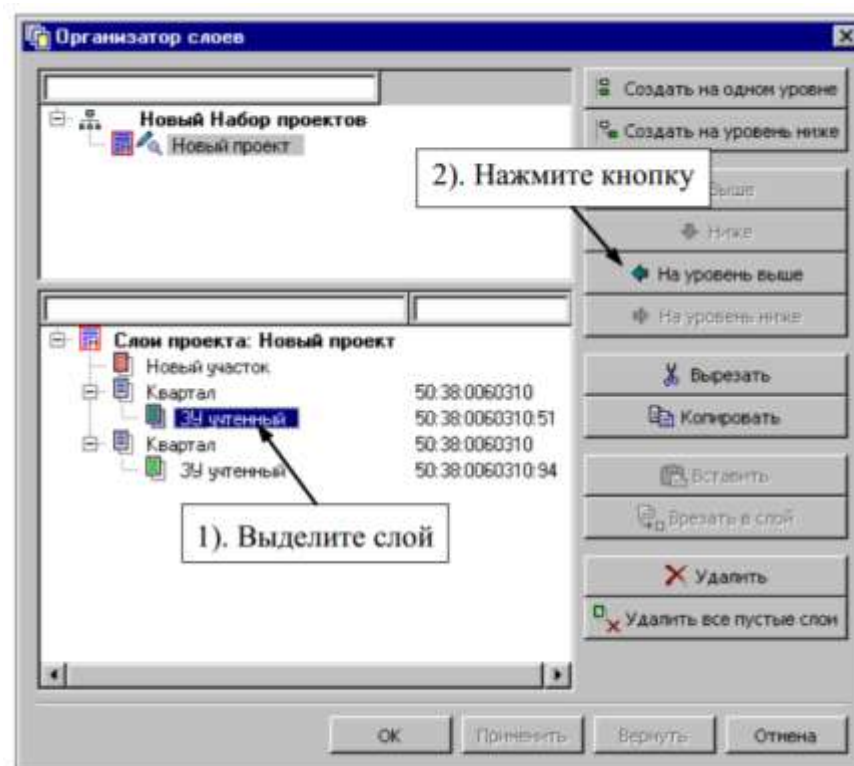 Организатор слоев
Новый Набор проектов
Новый проект
Создать на одном уровне
Создать на уровень ниже
2). Нажмите кнопку
Выше
Ниже
На уровень выше
На уровень ниже
Слои проекта: Новый проект
Новый участок
Квартал 50:38:0060310
ЗУ учтенный 50:38:0060310:51
Квартал 50:38:0060310
ЗУ учтенный 50:38:0060310:94
1). Выделите слой
Вырезать
Копировать
Вставить
Врезать в слой
Удалить
Удалить все пустые слои
ОК
Применить
Вернуть
Отмена